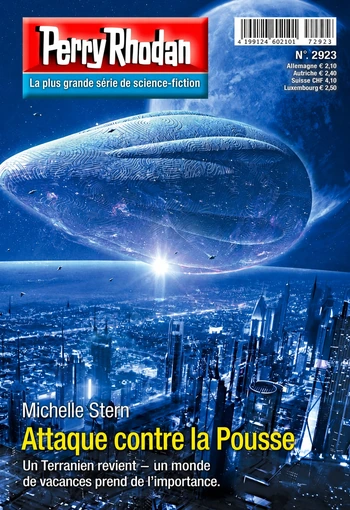 Perry Rhodan
La plus grande série de science-fiction
4 199124 602101
72923
N°. 2923
Allemagne € 2,10
Autriche € 2,40
Suisse CHF 4,10
Luxembourg € 2,50
Michelle Stern
Attaque contre la Pousse
Un Terranien revient – un monde
de vacances prend de l’importance.